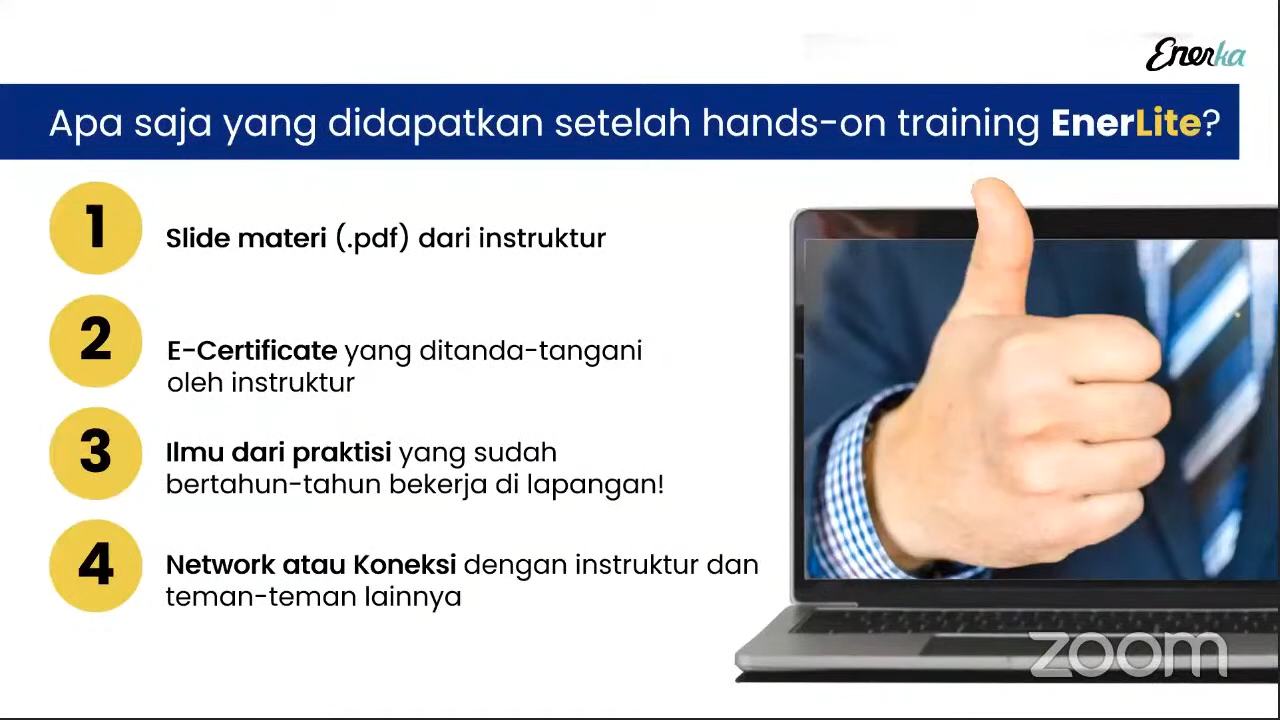 Enerka
Apa saja yang didapatkan setelah hands-on training EnerLite?
1
Slide materi (.pdf) dari instruktur
2
E-Certificate yang ditanda-tangani
oleh instruktur
3
Ilmu dari praktisi yang sudah
bertahun-tahun bekerja di lapangan!
4
Network atau Koneksi dengan instruktur dan
teman-teman lainnya
zoom